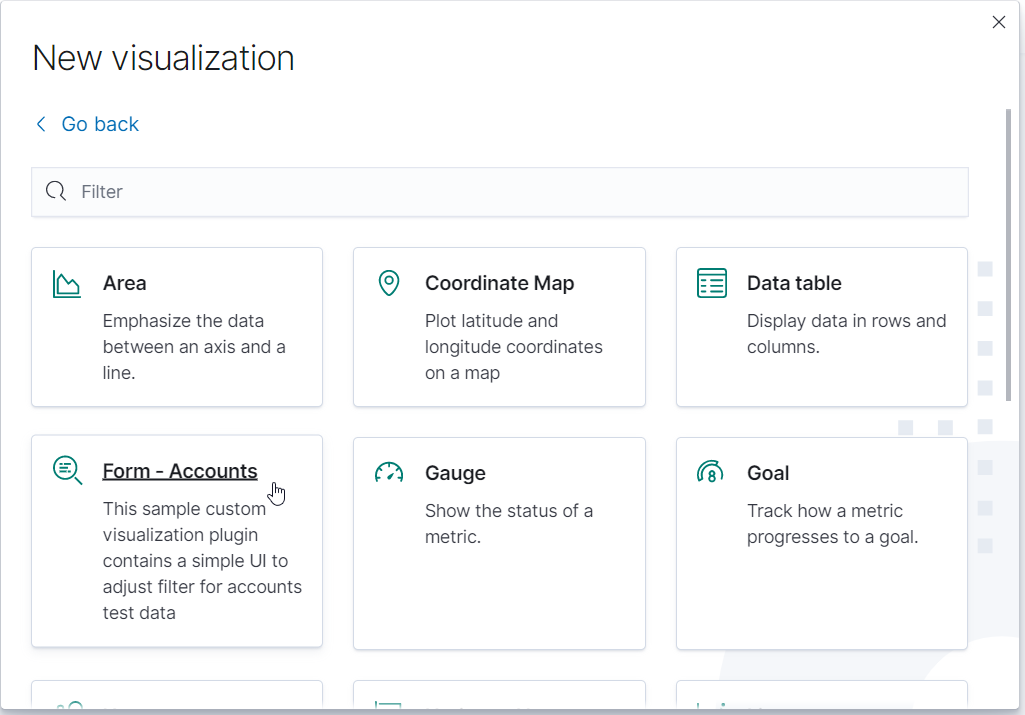 New visualization
Go back
Filter
Area
Emphasize the data
between an axis and a
line.
Coordinate Map
Plot latitude and
longitude coordinates
on a map
Data table
Display data in rows and
columns.
Form - Accounts
This sample custom
visualization plugin
contains a simple UI to
adjust filter for accounts
test data
Gauge
Show the status of a
metric.
Goal
8
Track how a metric
progresses to a goal.